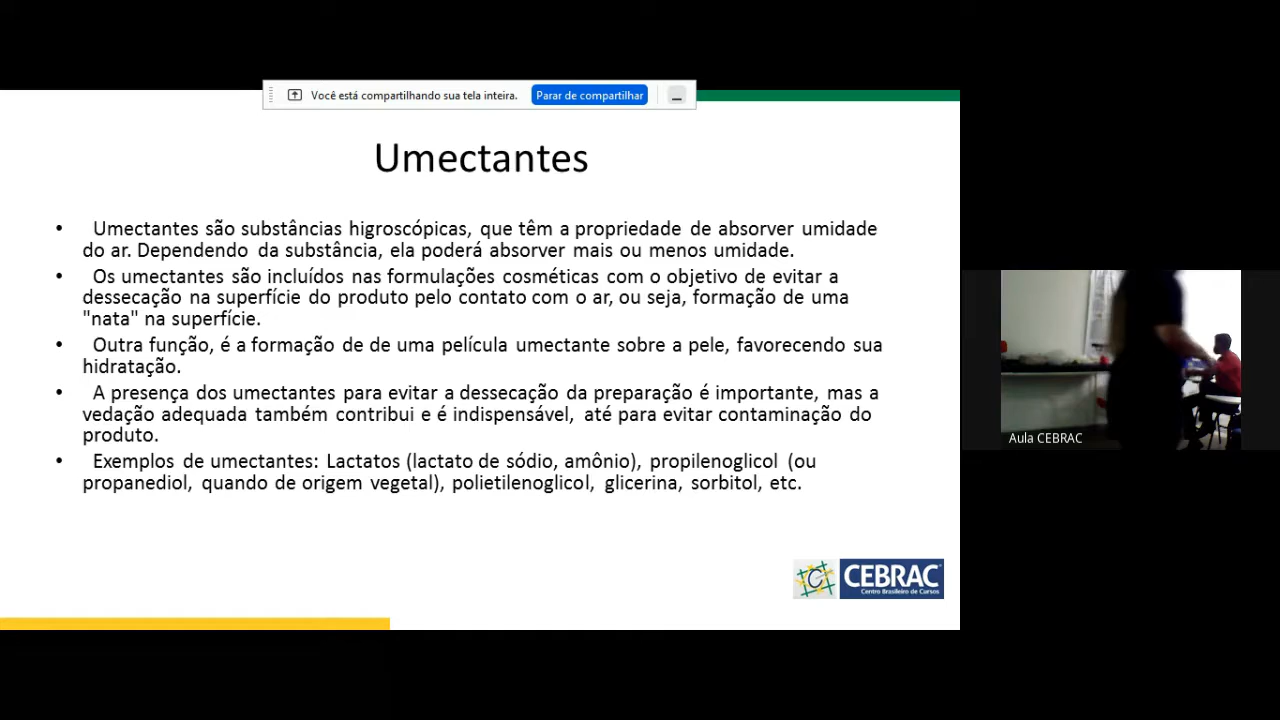 Você está compartilhando sua tela inteira. Parar de compartilhar
Umectantes
• Umectantes são substâncias higroscópicas, que têm a propriedade de absorver umidade
do ar. Dependendo da substância, ela poderá absorver mais ou menos umidade.
• Os umectantes são incluídos nas formulações cosméticas com o objetivo de evitar a
dessecação na superfície do produto pelo contato com o ar, ou seja, formação de uma
"nata" na superfície.
• Outra função, é a formação de de uma película umectante sobre a pele, favorecendo sua
hidratação.
• A presença dos umectantes para evitar a dessecação da preparação é importante, mas a
vedação adequada também contribui e é indispensável, até para evitar contaminação do
produto.
• Exemplos de umectantes: Lactatos (lactato de sódio, amônio), propilenoglicol (ou
propanediol, quando de origem vegetal), polietilenoglicol, glicerina, sorbitol, etc.
Aula CEBRAC
C CEBRAC
Centro Brasileiro de Cursos